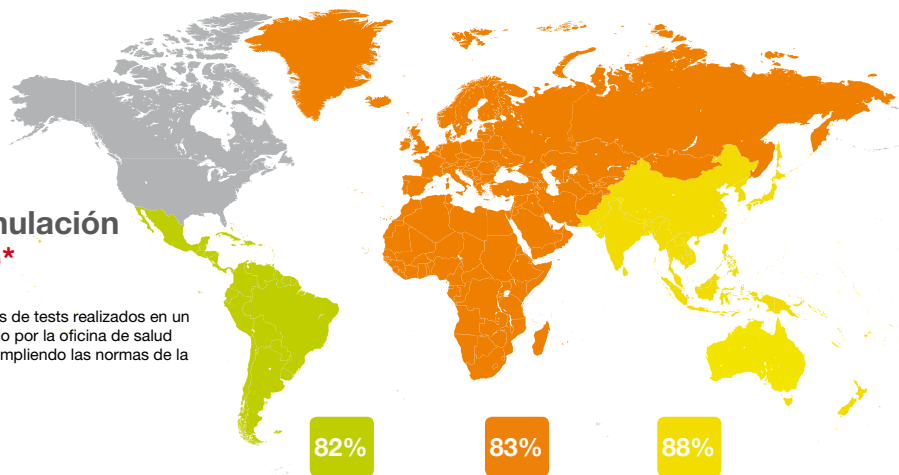 nulación
*
s de tests realizados en un
o por la oficina de salud
mpliendo las normas de la
82%
83%
88%